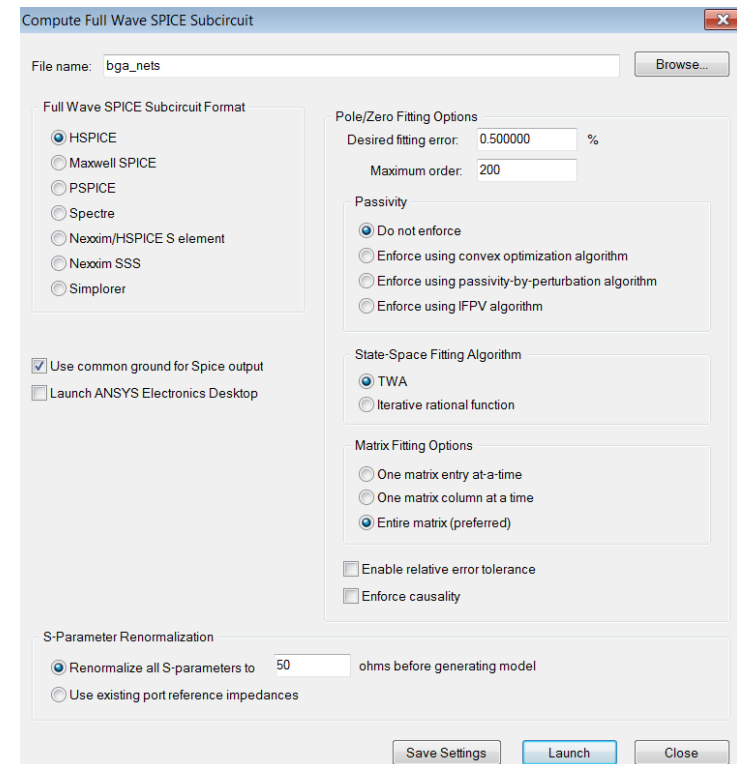 Compute Full Wave SPICE Subcircuit
File name: bga_nets Browse...
Full Wave SPICE Subcircuit Format
HSPICE
Maxwell SPICE
PSPICE
Spectre
Nexxim/HSPICE S element
Nexxim SSS
Simplorer
Use common ground for Spice output
Launch ANSYS Electronics Desktop
Pole/Zero Fitting Options
Desired fitting error: 0.500000 %
Maximum order: 200
Passivity
Do not enforce
Enforce using convex optimization algorithm
Enforce using passivity-by-perturbation algorithm
Enforce using IFPV algorithm
State-Space Fitting Algorithm
TWA
Iterative rational function
Matrix Fitting Options
One matrix entry at-a-time
One matrix column at a time
Entire matrix (preferred)
Enable relative error tolerance
Enforce causality
S-Parameter Renormalization
Renormalize all S-parameters to 50 ohms before generating model
Use existing port reference impedances
Save Settings Launch Close